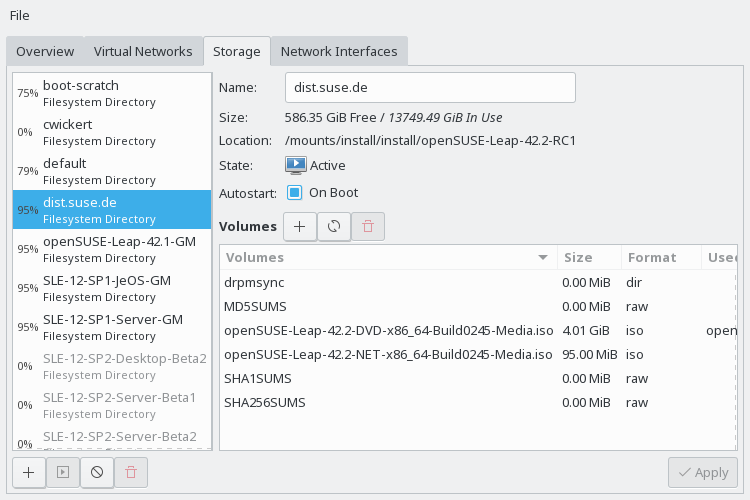 File
Overview
Virtual Networks
Storage
Network Interfaces
75%
boot-scratch
Filesystem Directory
0%
cwickert
Filesystem Directory
79%
default
Filesystem Directory
95%
dist.suse.de
Filesystem Directory
95%
openSUSE-Leap-42.1-GM
Filesystem Directory
95%
SLE-12-SP1-JeOS-GM
Filesystem Directory
95%
SLE-12-SP1-Server-GM
Filesystem Directory
0%
SLE-12-SP2-Desktop-Beta2
Filesystem Directory
0%
SLE-12-SP2-Server-Beta1
Filesystem Directory
0%
SLE-12-SP2-Server-Beta2
Name: dist.suse.de
Size: 586.35 GiB Free / 13749.49 GiB In Use
Location: /mounts/install/install/openSUSE-Leap-42.2-RC1
State: Active
Autostart: On Boot
Volumes
Volumes Size Format Used
drpmsync 0.00 MiB dir
MD5SUMS 0.00 MiB raw
openSUSE-Leap-42.2-DVD-x86_64-Build0245-Media.iso 4.01 GiB iso open
openSUSE-Leap-42.2-NET-x86_64-Build0245-Media.iso 95.00 MiB iso
SHA1SUMS 0.00 MiB raw
SHA256SUMS 0.00 MiB raw
Apply